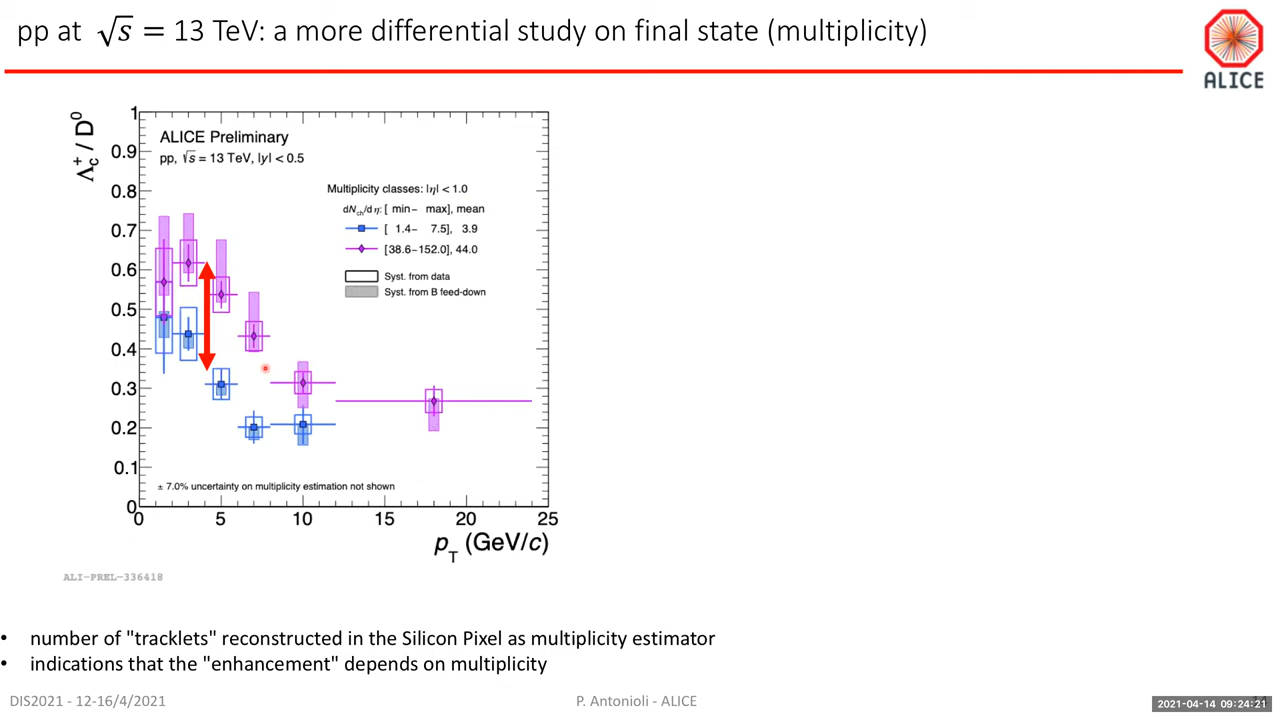 pp at √s = 13 TeV: a more differential study on final state (multiplicity)
ALICE
Λc+ / D0
1
0.9
0.8
0.7
0.6
0.5
0.4
0.3
0.2
0.1
0
ALICE Preliminary
pp, √s = 13 TeV, |y| < 0.5
Multiplicity classes: |η| < 1.0
dNch/dη: [ min− max], mean
[ 1.4− 7.5], 3.9
[38.6−152.0], 44.0
Syst. from data
Syst. from B feed-down
± 7.0% uncertainty on multiplicity estimation not shown
0 5 10 15 20 25
pT (GeV/c)
ALI-PREL-336418
• number of "tracklets" reconstructed in the Silicon Pixel as multiplicity estimator
• indications that the "enhancement" depends on multiplicity
DIS2021 - 12-16/4/2021 P. Antonioli - ALICE
2021-04-14 09:24:21